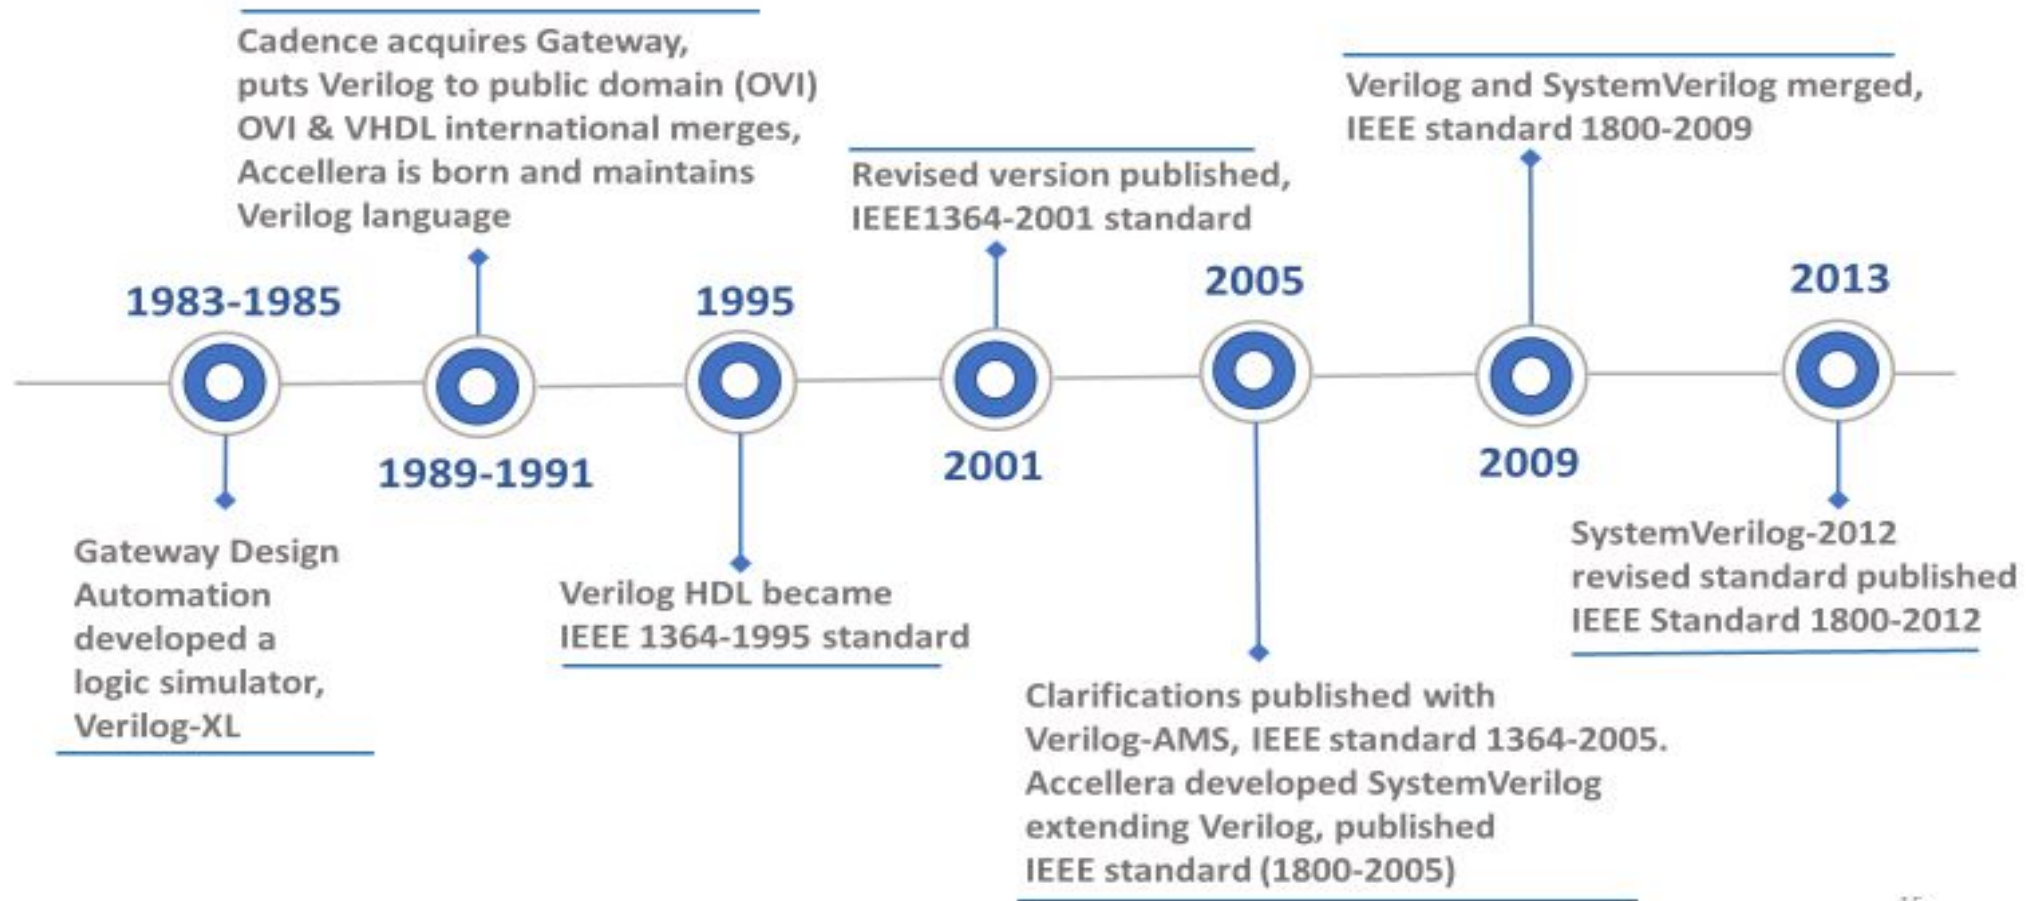 Cadence acquires Gateway,
puts Verilog to public domain (OVI)
OVI & VHDL international merges,
Accellera is born and maintains
Verilog language
Revised version published,
IEEE1364-2001 standard
Verilog and SystemVerilog merged,
IEEE standard 1800-2009
1983-1985
1989-1991
1995
2001
2005
2009
2013
Gateway Design
Automation
developed a
logic simulator,
Verilog-XL
Verilog HDL became
IEEE 1364-1995 standard
Clarifications published with
Verilog-AMS, IEEE standard 1364-2005.
Accellera developed SystemVerilog
extending Verilog, published
IEEE standard (1800-2005)
SystemVerilog-2012
revised standard published
IEEE Standard 1800-2012